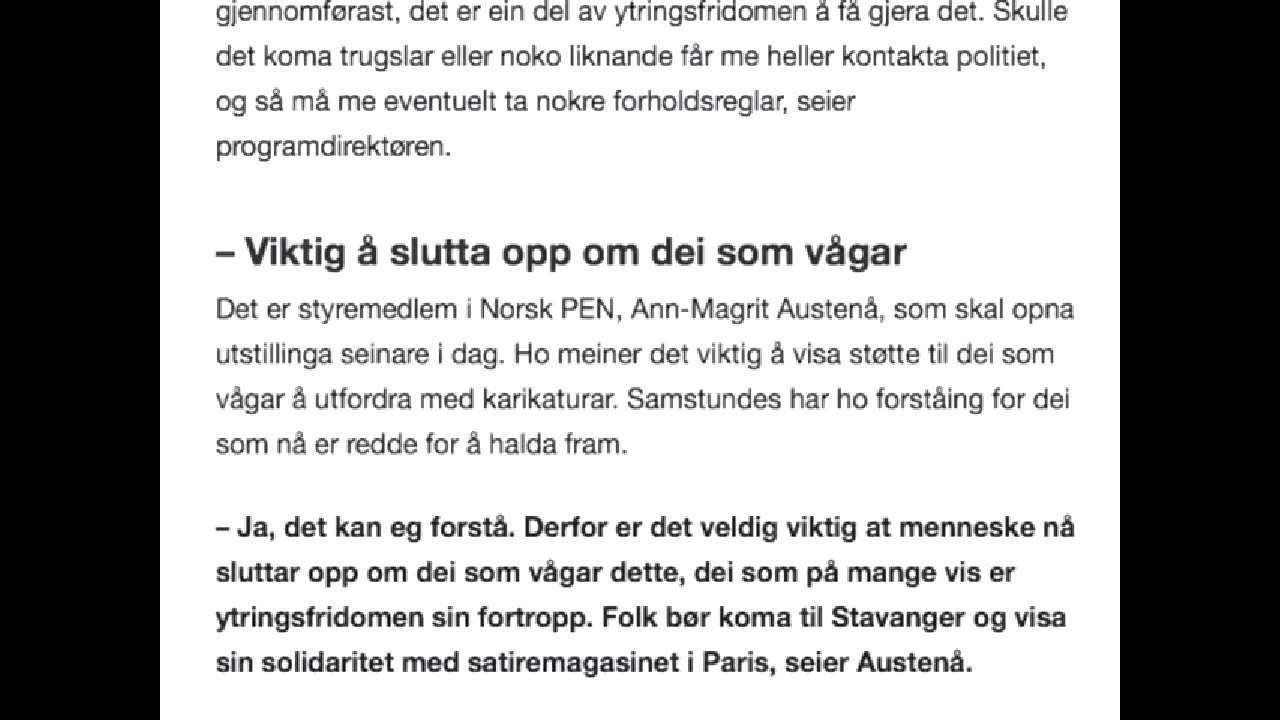 gjennomførast, det er ein del av ytringsfridomen å få gjera det. Skulle
det koma trugslar eller noko liknande får me heller kontakta politiet,
og så må me eventuelt ta nokre forholdsreglar, seier
programdirektøren.
– Viktig å slutta opp om dei som vågar
Det er styremedlem i Norsk PEN, Ann-Magrit Austenå, som skal opna
utstillinga seinare i dag. Ho meiner det viktig å visa støtte til dei som
vågar å utfordra med karikaturar. Samstundes har ho forståing for dei
som nå er redde for å halda fram.
– Ja, det kan eg forstå. Derfor er det veldig viktig at menneske nå
sluttar opp om dei som vågar dette, dei som på mange vis er
ytringsfridomen sin fortropp. Folk bør koma til Stavanger og visa
sin solidaritet med satiremagasinet i Paris, seier Austenå.